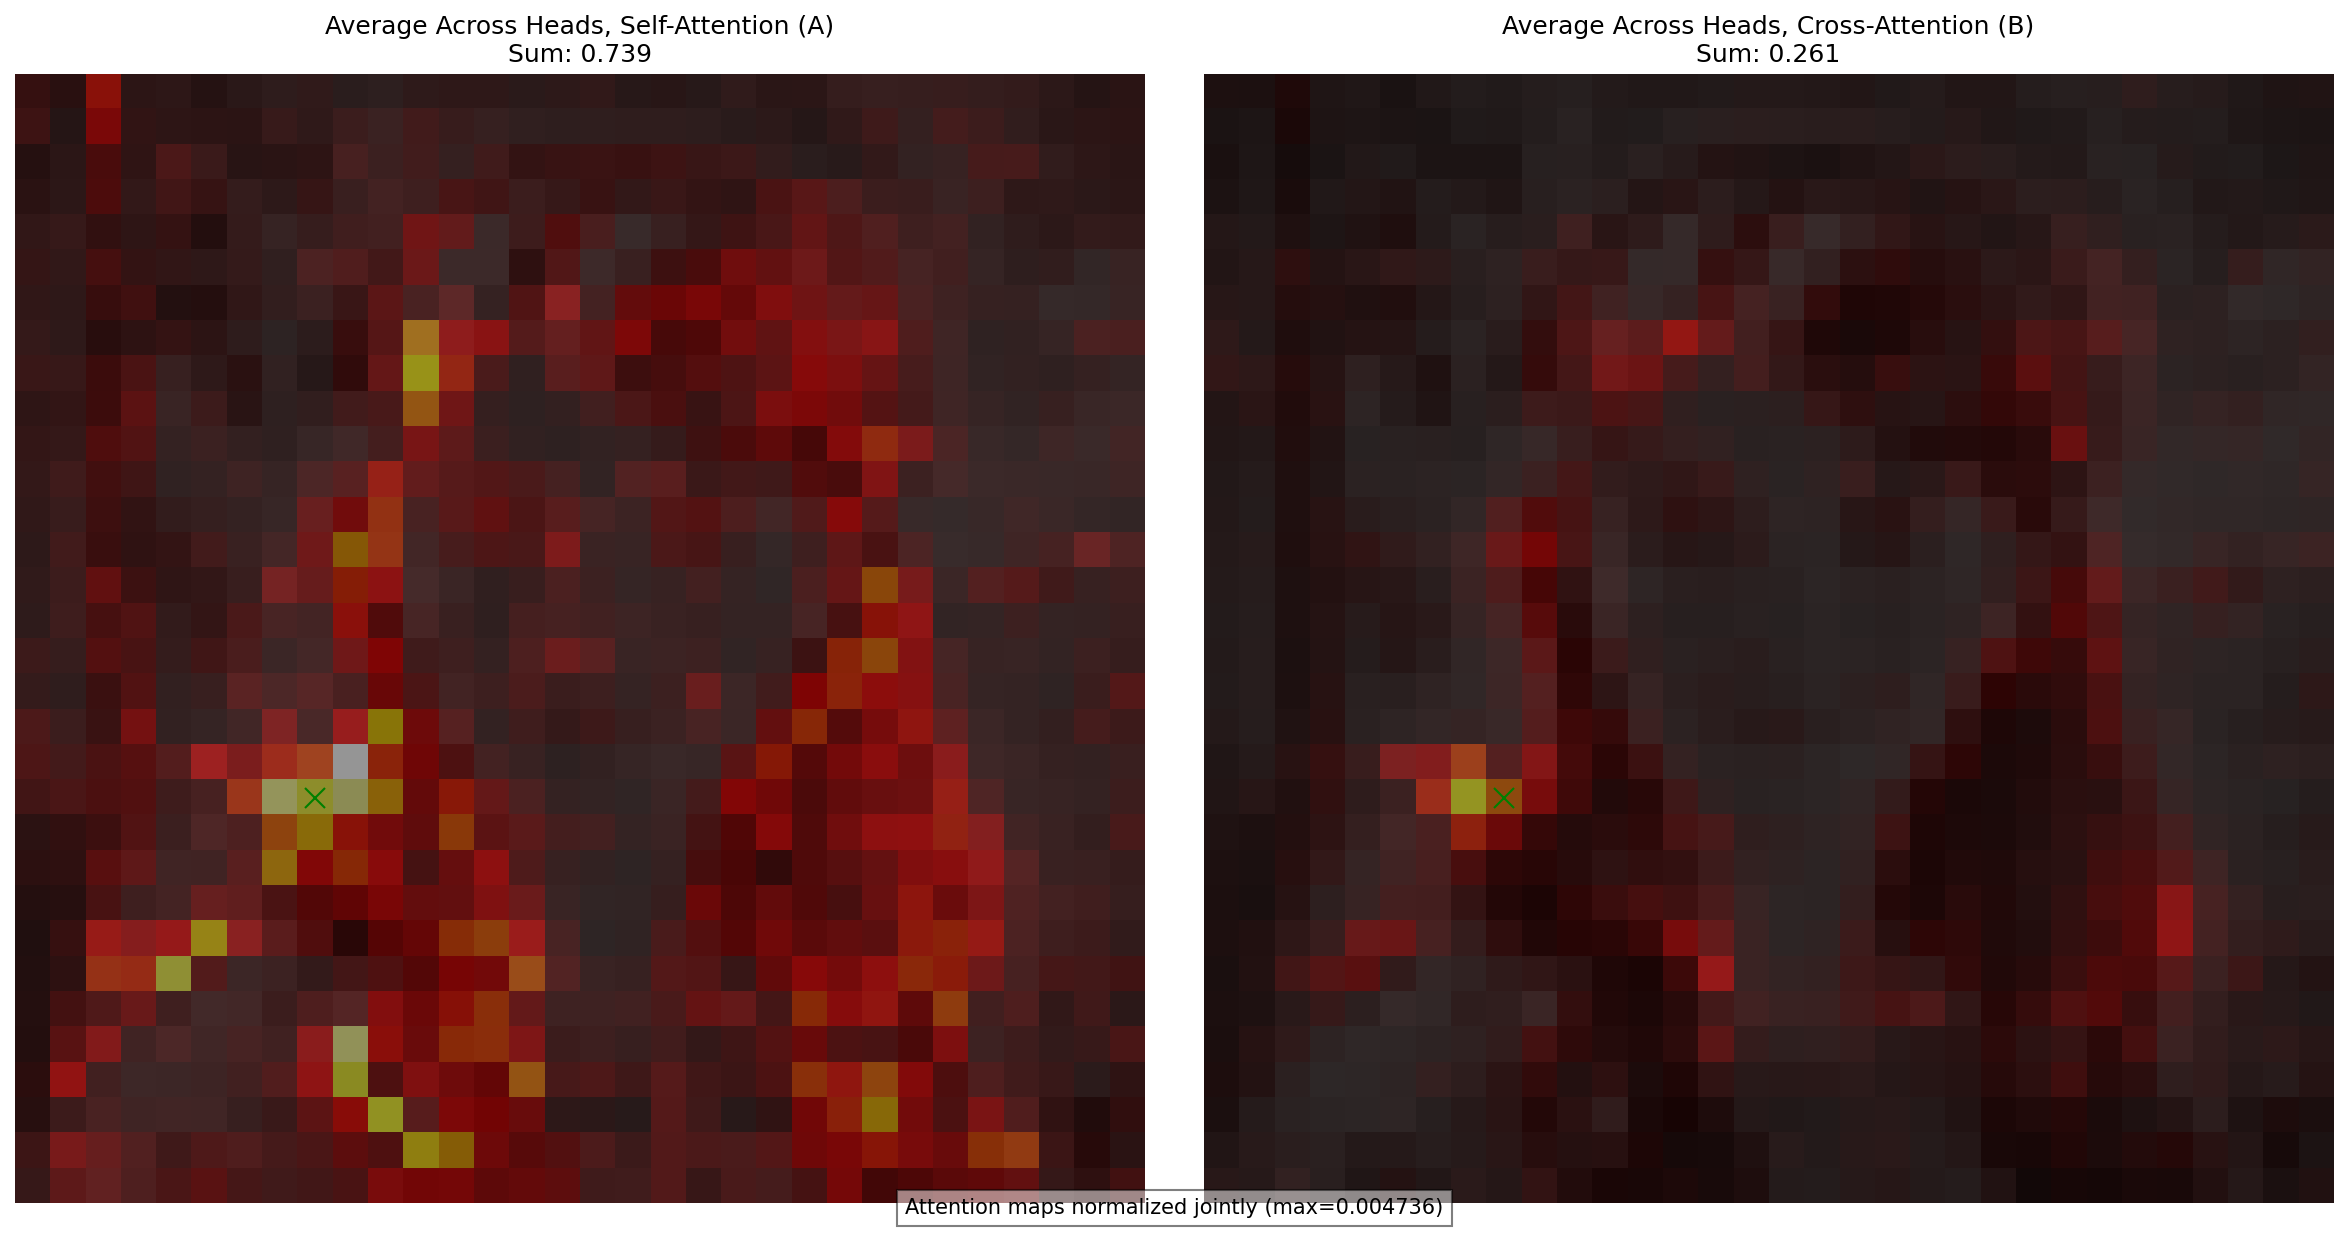 Average Across Heads, Self-Attention (A)
Sum: 0.739
Average Across Heads, Cross-Attention (B)
Sum: 0.261
Attention maps normalized jointly (max=0.004736)